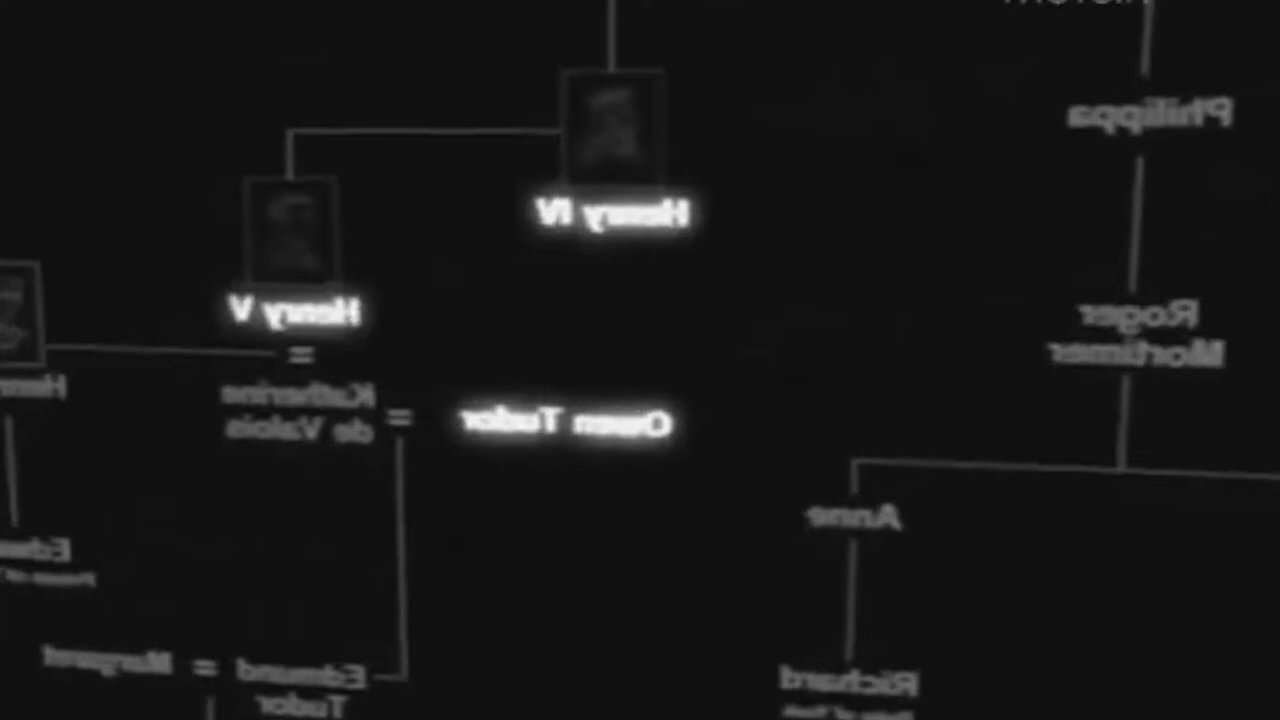 Philippa
Henry IV
Henry V
Roger
Mortimer
=
Katherine
de Valois
=
Owen Tudor
Anne
Margaret = Edmund
Tudor
Richard